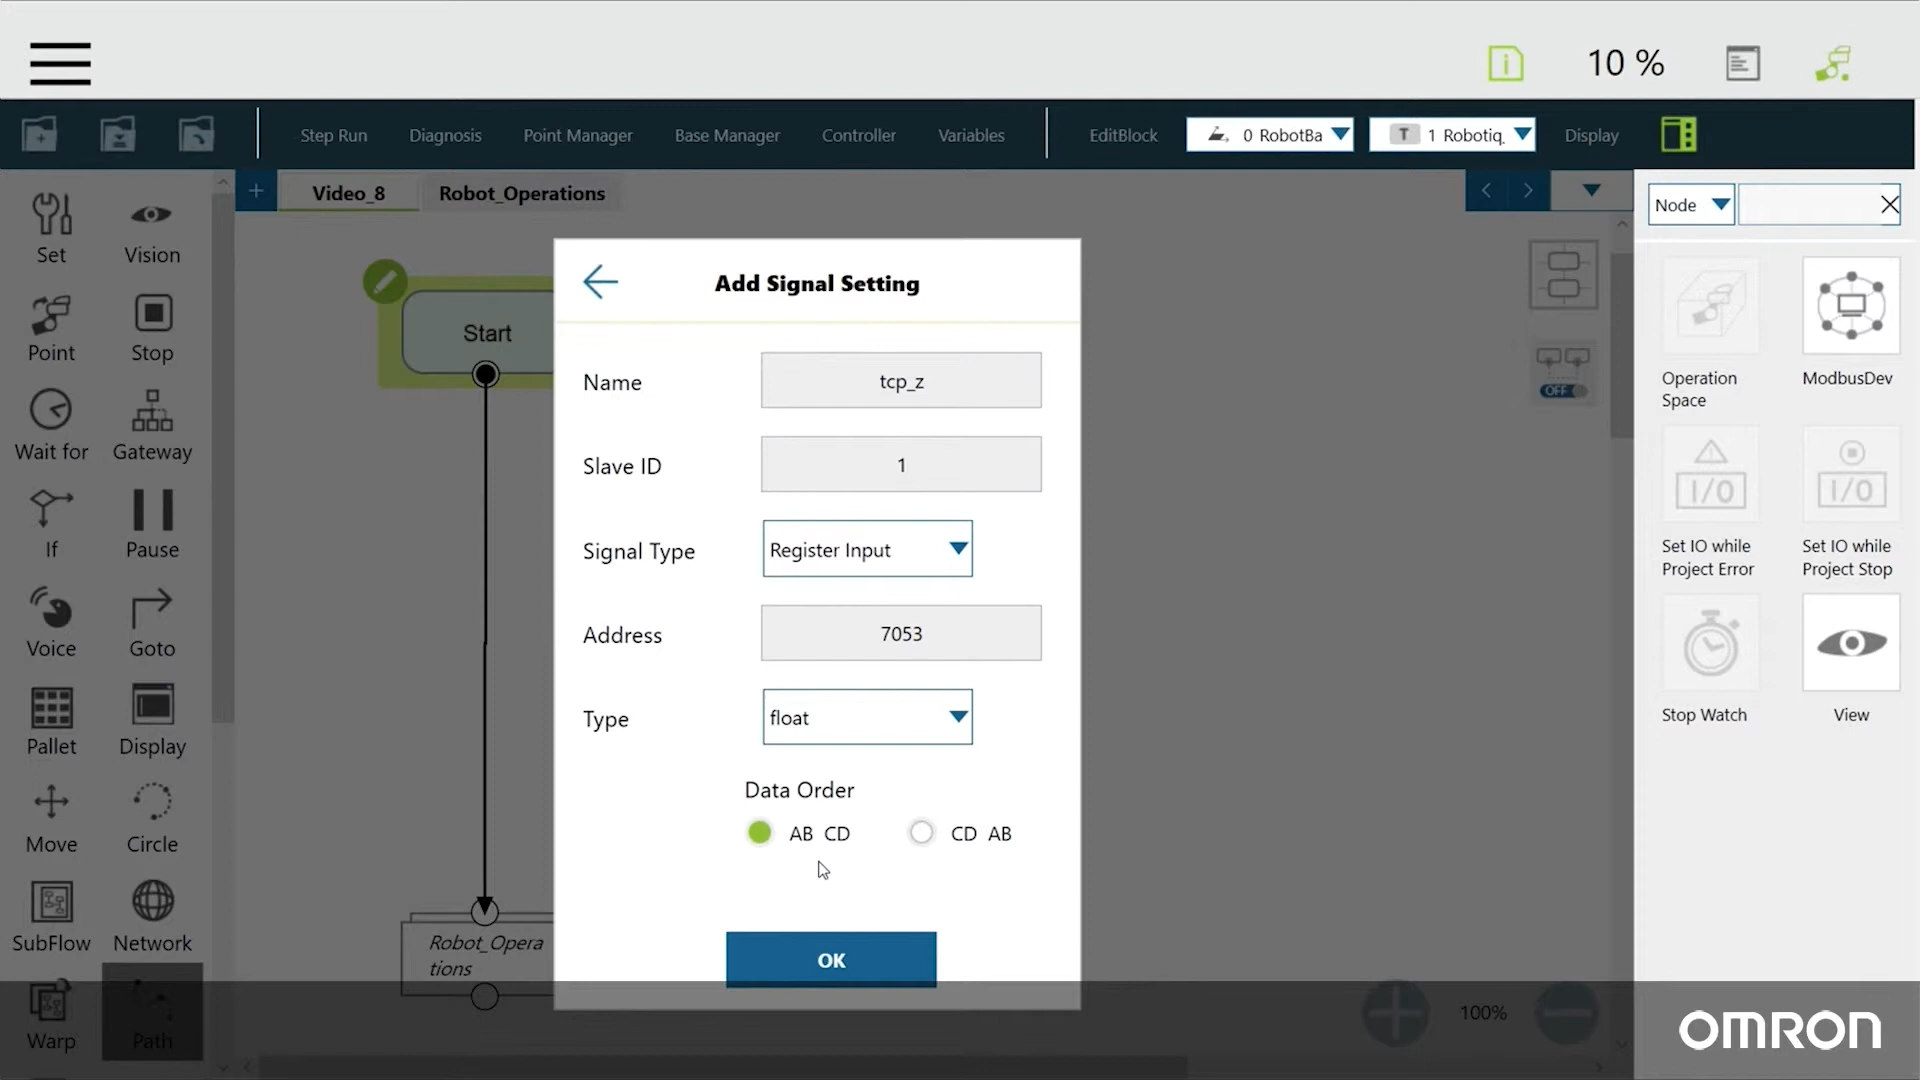 10 %
Step Run
Diagnosis
Point Manager
Base Manager
Controller
Variables
EditBlock
0 RobotBa
T
1 Robotiq.
Display
Video_8
Robot_Operations
Set
Vision
Point
Stop
Wait for
Gateway
If
Pause
Voice
Goto
Pallet
Display
Move
Circle
SubFlow
Network
Warp
Path
Start
Robot_Opera
tions
Add Signal Setting
Name
tcp_z
Slave ID
1
Signal Type
Register Input
Address
7053
Type
float
Data Order
AB CD
CD AB
OK
OFF
100%
Node
Operation
Space
ModbusDev
I/O
Set IO while
Project Error
I/O
Set IO while
Project Stop
Stop Watch
View
OMRON